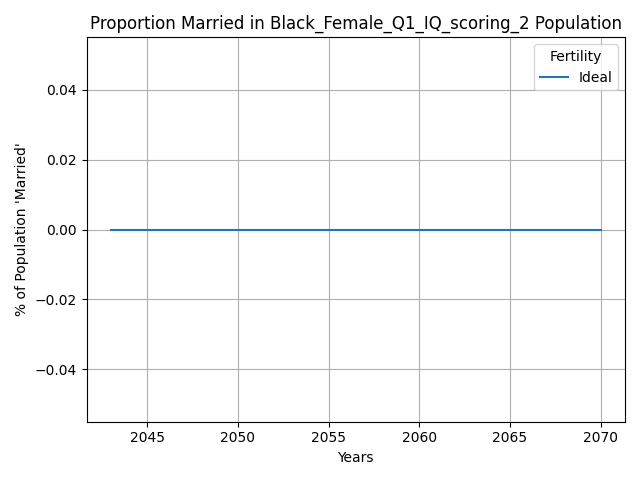 Proportion Married in Black_Female_Q1_IQ_scoring_2 Population
Fertility
Ideal
% of Population 'Married'
0.04
0.02
0.00
−0.02
−0.04
2045 2050 2055 2060 2065 2070
Years